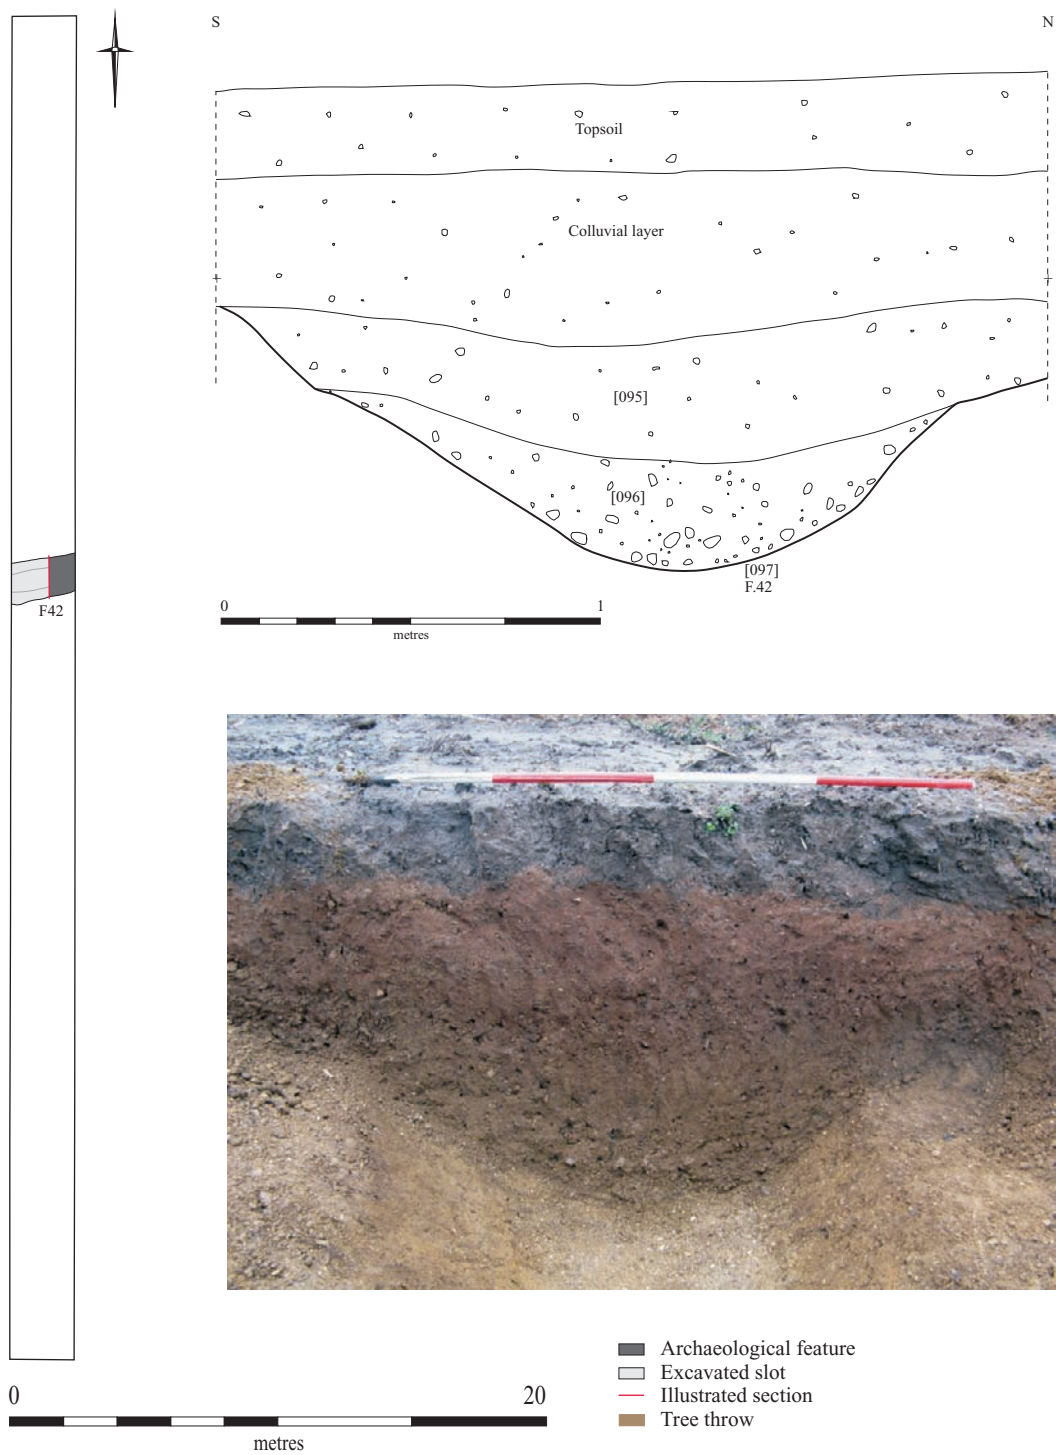 S N
Topsoil
Colluvial layer
[095]
[096]
[097]
F.42
F42
0 1
metres
0 20
metres
Archaeological feature
Excavated slot
Illustrated section
Tree throw